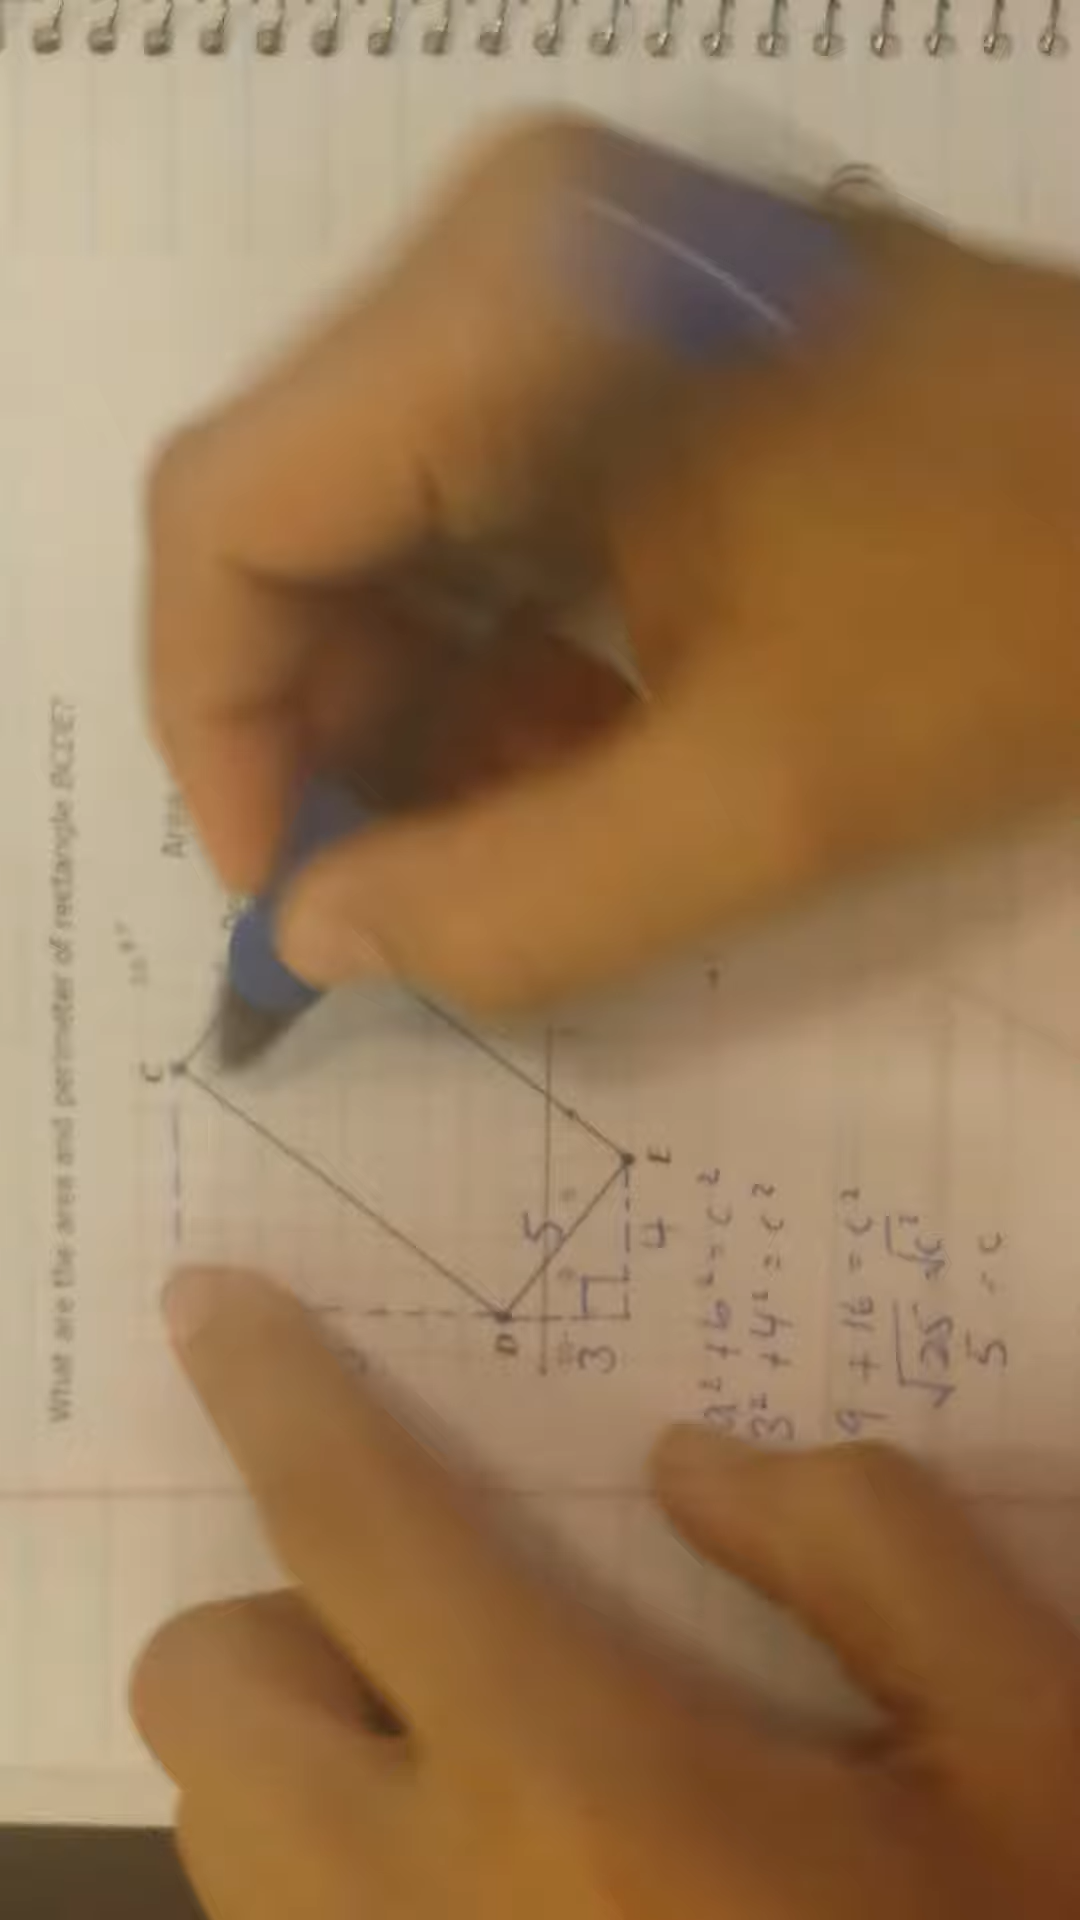 What are the area and perimeter of rectangle BCDE?
Area
C
D
E
5
3
4
a² + b² = c²
3² + 4² = c²
9 + 16 = c²
√25 √c²
5 = c